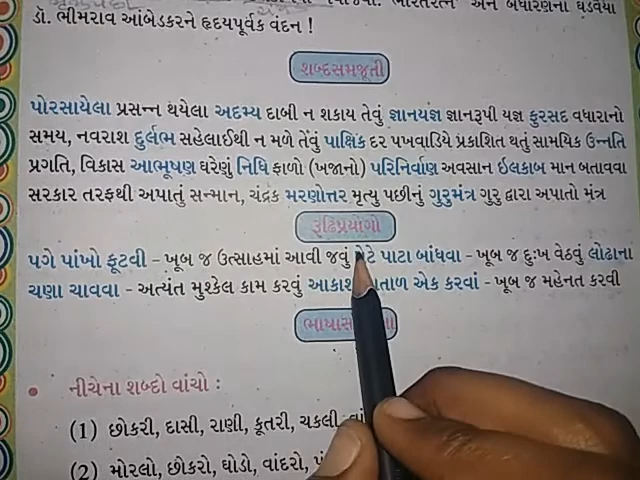 ડૉ. ભીમરાવ આંબેડકરને હૃદયપૂર્વક વંદન !
શબ્દસમજૂતી
પોરસાયેલા પ્રસન્ન થયેલા અદમ્ય દાબી ન શકાય તેવું જ્ઞાનયજ્ઞ જ્ઞાનરૂપી યજ્ઞ ફુરસદ વધારાનો
સમય, નવરાશ દુર્લભ સહેલાઈથી ન મળે તેવું પાક્ષિક દર પખવાડિયે પ્રકાશિત થતું સામયિક ઉન્નતિ
પ્રગતિ, વિકાસ આભૂષણ ઘરેણું નિધિ ફાળો (ખજાનો) પરિનિર્વાણ અવસાન ઇલકાબ માન બતાવવા
સરકાર તરફથી અપાતું સન્માન, ચંદ્રક મરણોત્તર મૃત્યુ પછીનું ગુરુમંત્ર ગુરુ દ્વારા અપાતો મંત્ર
રૂઢિપ્રયોગો
પગે પાંખો ફૂટવી - ખૂબ જ ઉત્સાહમાં આવી જવું પાટા બાંધવા - ખૂબ જ દુઃખ વેઠવું લોઢાના
ચણા ચાવવા - અત્યંત મુશ્કેલ કામ કરવું એક કરવાં - ખૂબ જ મહેનત કરવી
નીચેના શબ્દો વાંચો :
(1) છોકરી, દાસી, રાણી, કૂતરી, ચકલી,
(2) મોરલો, છોકરો, ઘોડો, વાંદરો,